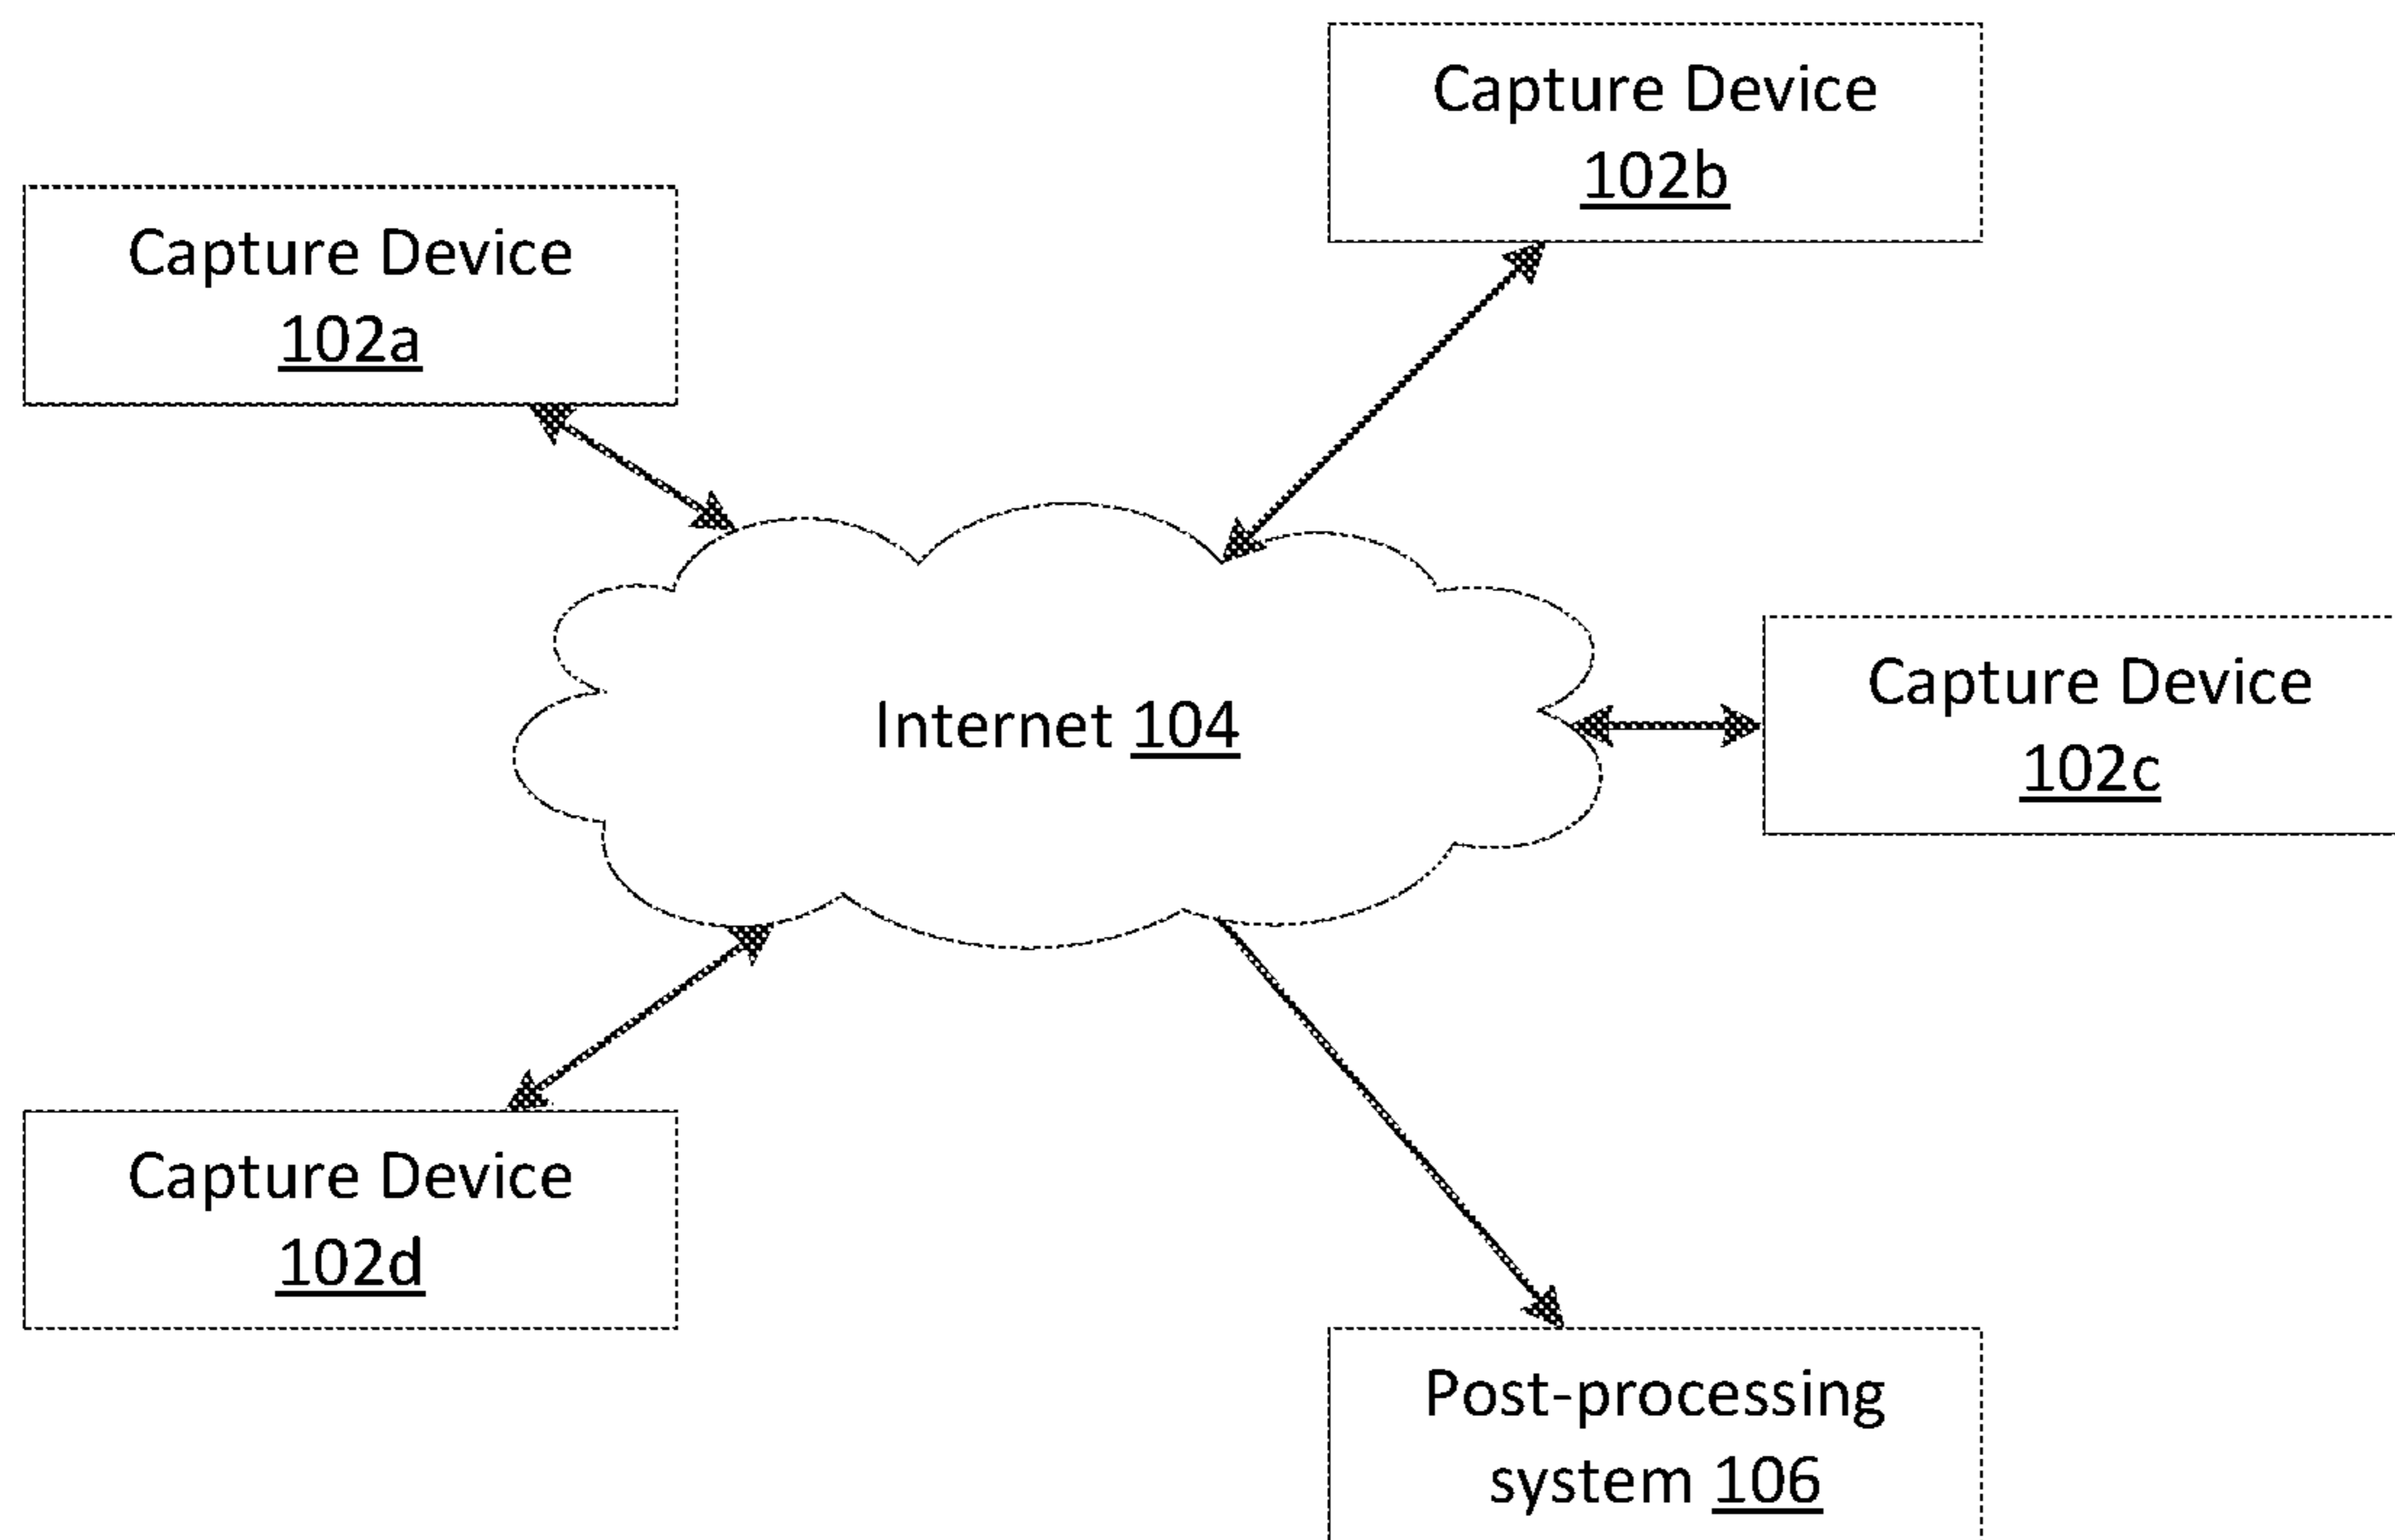 Capture Device
102b
Capture Device
102a
Capture Device
102c
Internet 104
Capture Device
102d
Post-processing
system 106